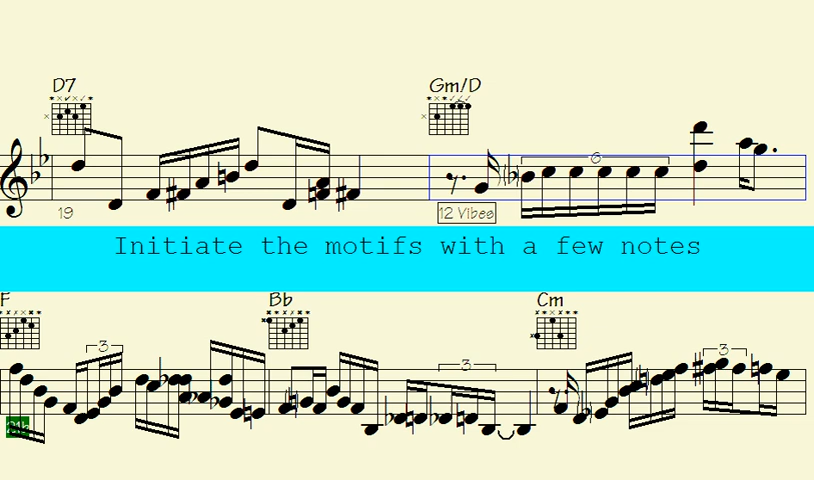 D7 Gm/D
6
19 12 Vibes
Initiate the motifs with a few notes
F Bb Cm
3 3 3